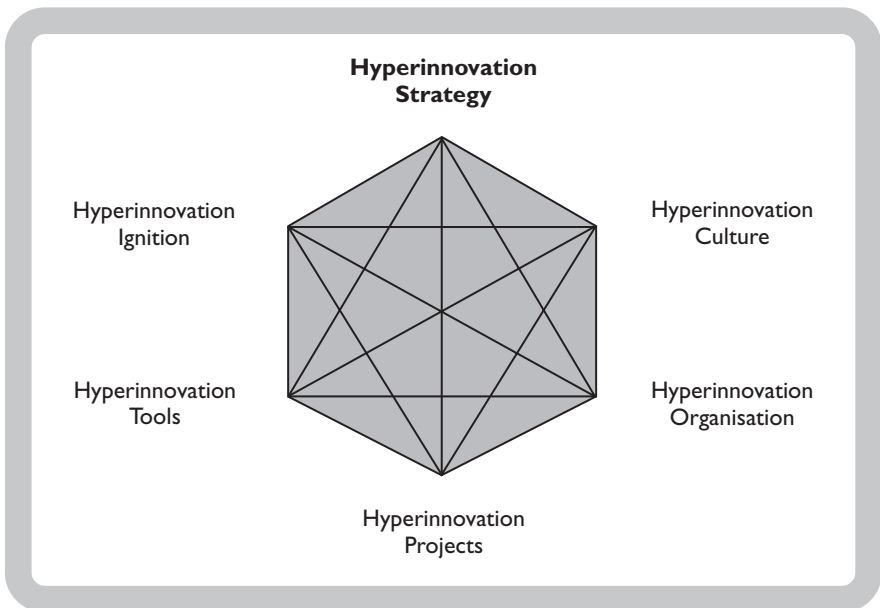 Hyperinnovation
Strategy
Hyperinnovation
Ignition
Hyperinnovation
Culture
Hyperinnovation
Tools
Hyperinnovation
Organisation
Hyperinnovation
Projects